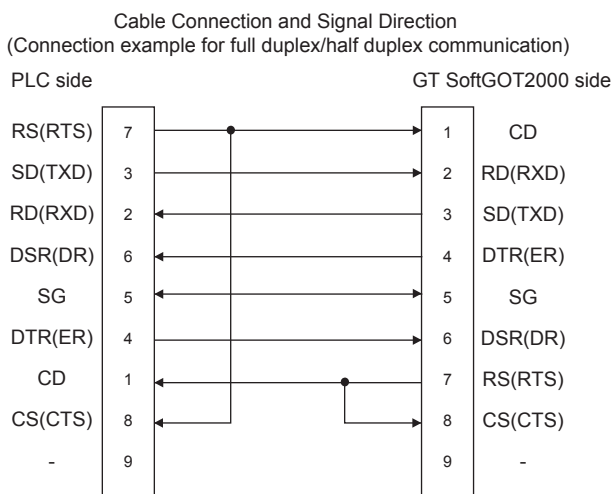 Cable Connection and Signal Direction
(Connection example for full duplex/half duplex communication)
PLC side GT SoftGOT2000 side
RS(RTS) 7 1 CD
SD(TXD) 3 2 RD(RXD)
RD(RXD) 2 3 SD(TXD)
DSR(DR) 6 4 DTR(ER)
SG 5 5 SG
DTR(ER) 4 6 DSR(DR)
CD 1 7 RS(RTS)
CS(CTS) 8 8 CS(CTS)
- 9 9 -